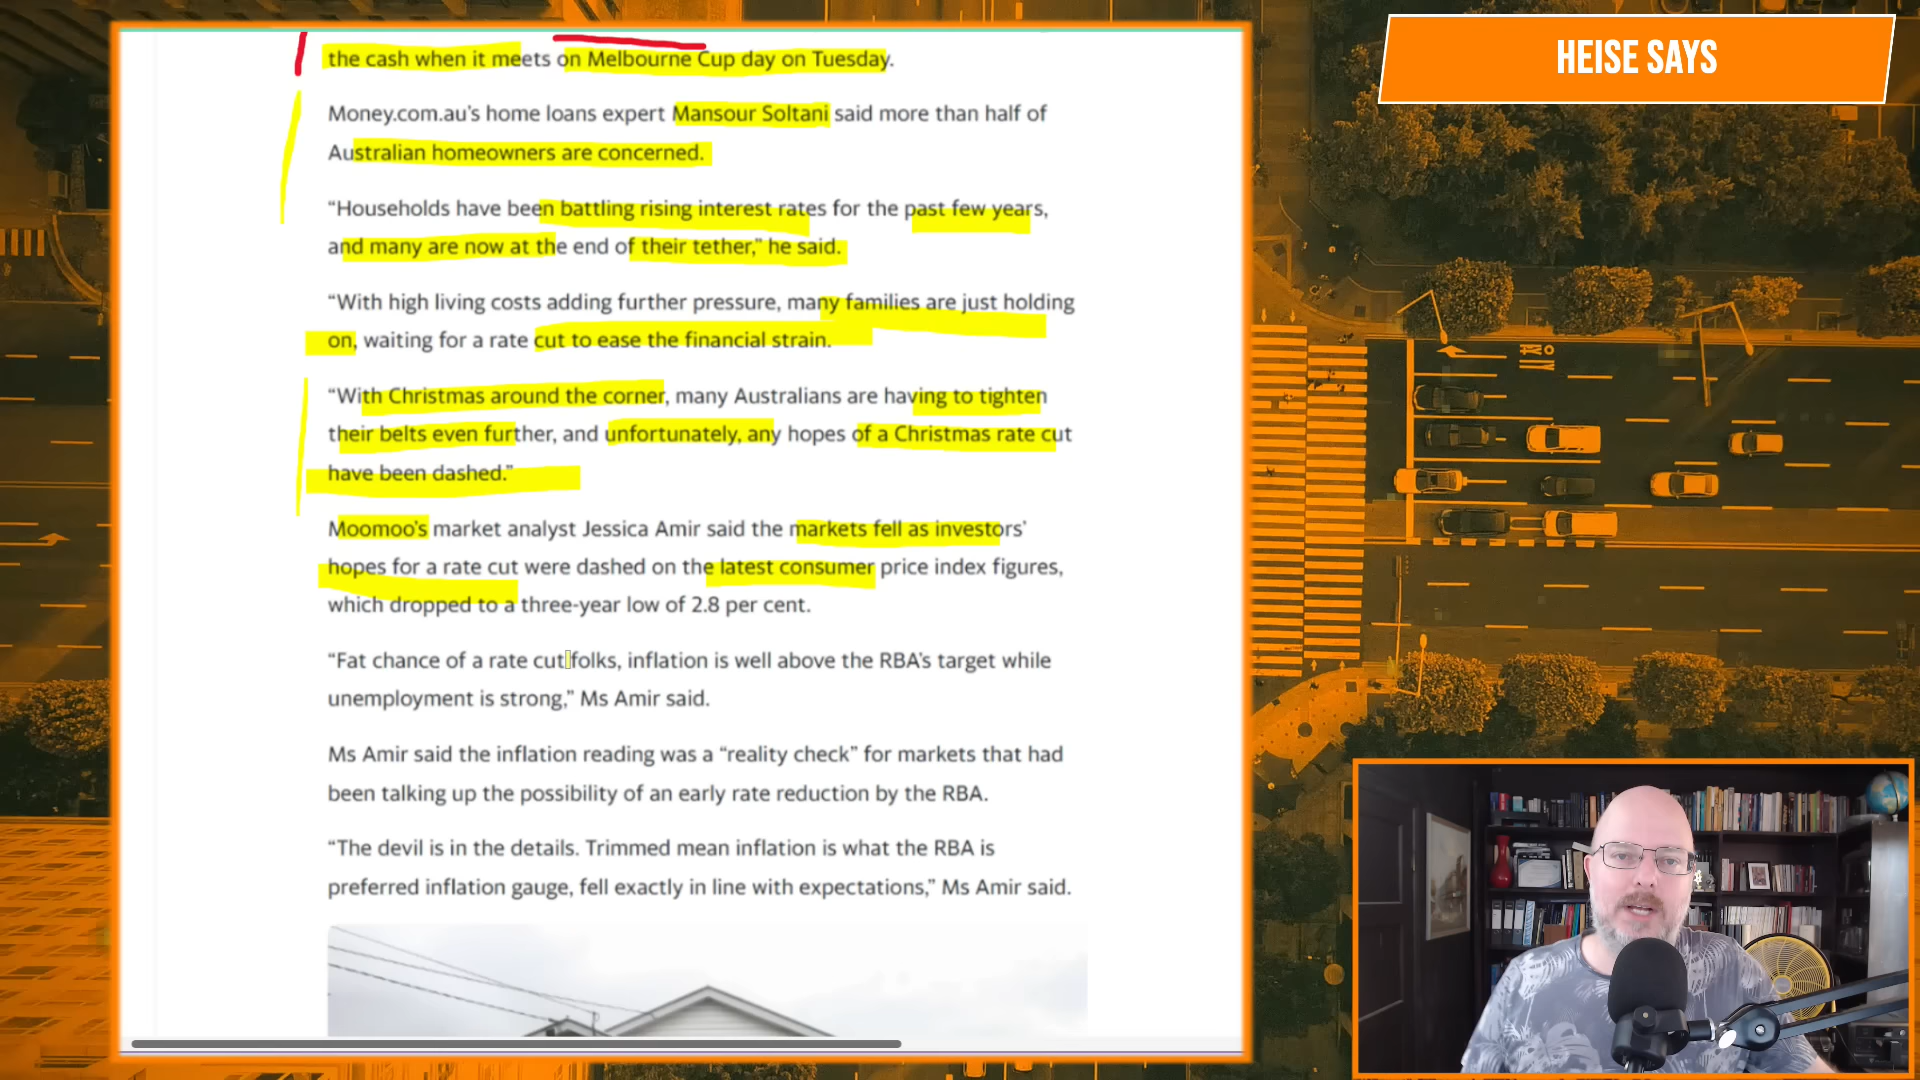 HEISE SAYS
the cash when it meets on Melbourne Cup day on Tuesday.
Money.com.au’s home loans expert Mansour Soltani said more than half of
Australian homeowners are concerned.
“Households have been battling rising interest rates for the past few years,
and many are now at the end of their tether,” he said.
“With high living costs adding further pressure, many families are just holding
on, waiting for a rate cut to ease the financial strain.
“With Christmas around the corner, many Australians are having to tighten
their belts even further, and unfortunately, any hopes of a Christmas rate cut
have been dashed.”
Moomoo’s market analyst Jessica Amir said the markets fell as investors’
hopes for a rate cut were dashed on the latest consumer price index figures,
which dropped to a three-year low of 2.8 per cent.
“Fat chance of a rate cut folks, inflation is well above the RBA’s target while
unemployment is strong,” Ms Amir said.
Ms Amir said the inflation reading was a “reality check” for markets that had
been talking up the possibility of an early rate reduction by the RBA.
“The devil is in the details. Trimmed mean inflation is what the RBA is
preferred inflation gauge, fell exactly in line with expectations,” Ms Amir said.